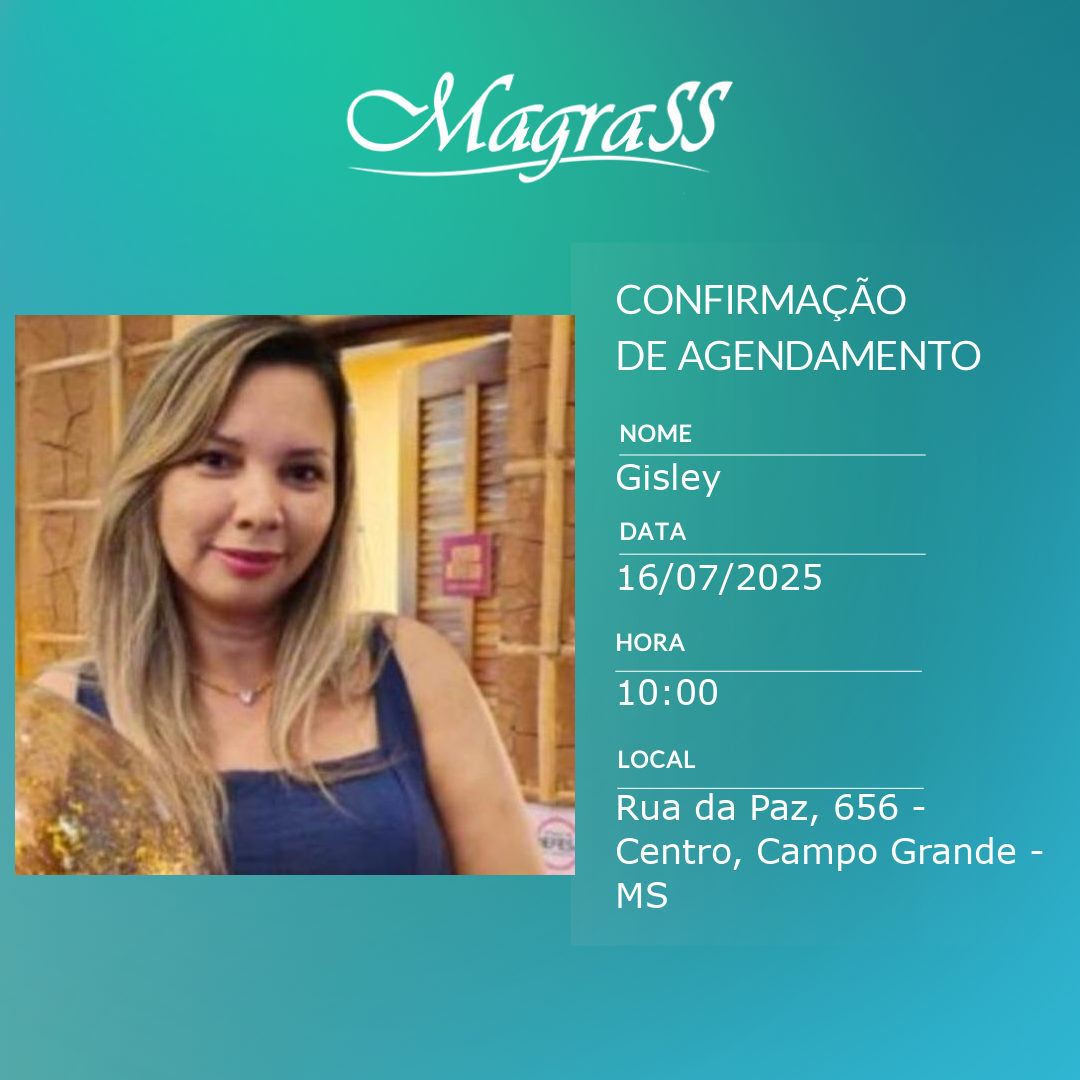 MagraSS
CONFIRMAÇÃO
DE AGENDAMENTO
NOME
Gisley
DATA
16/07/2025
HORA
10:00
LOCAL
Rua da Paz, 656 -
Centro, Campo Grande -
MS